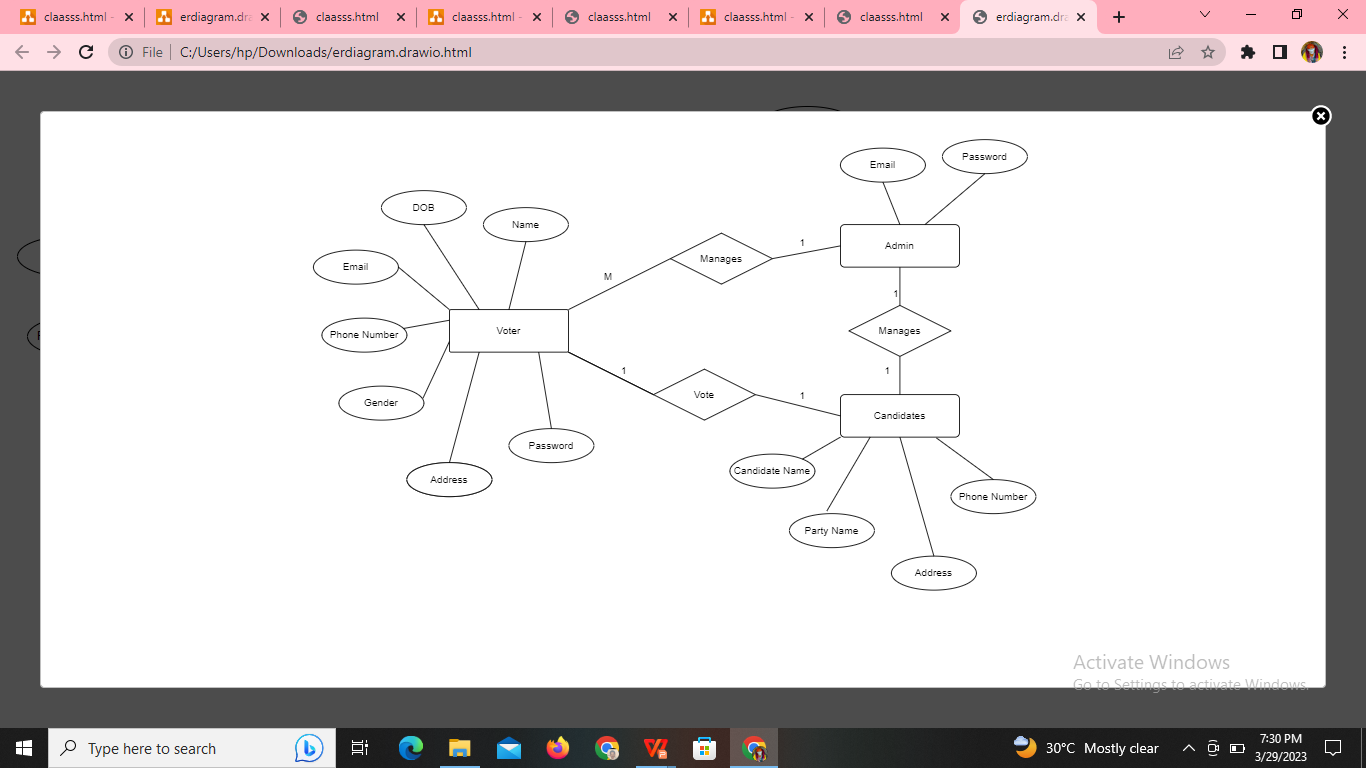 claasss.html -
erdiagram.dra
claasss.html
claasss.html -
claasss.html
claasss.html -
claasss.html
erdiagram.dra
File
C:/Users/hp/Downloads/erdiagram.drawio.html
Email
Password
DOB
Name
Admin
1
Manages
Email
M
1
Phone Number
Voter
Manages
1
1
Vote
1
Gender
Candidates
Password
Candidate Name
Address
Phone Number
Party Name
Address
Activate Windows
Go to Settings to activate Windows.
Type here to search
30°C Mostly clear
7:30 PM
3/29/2023